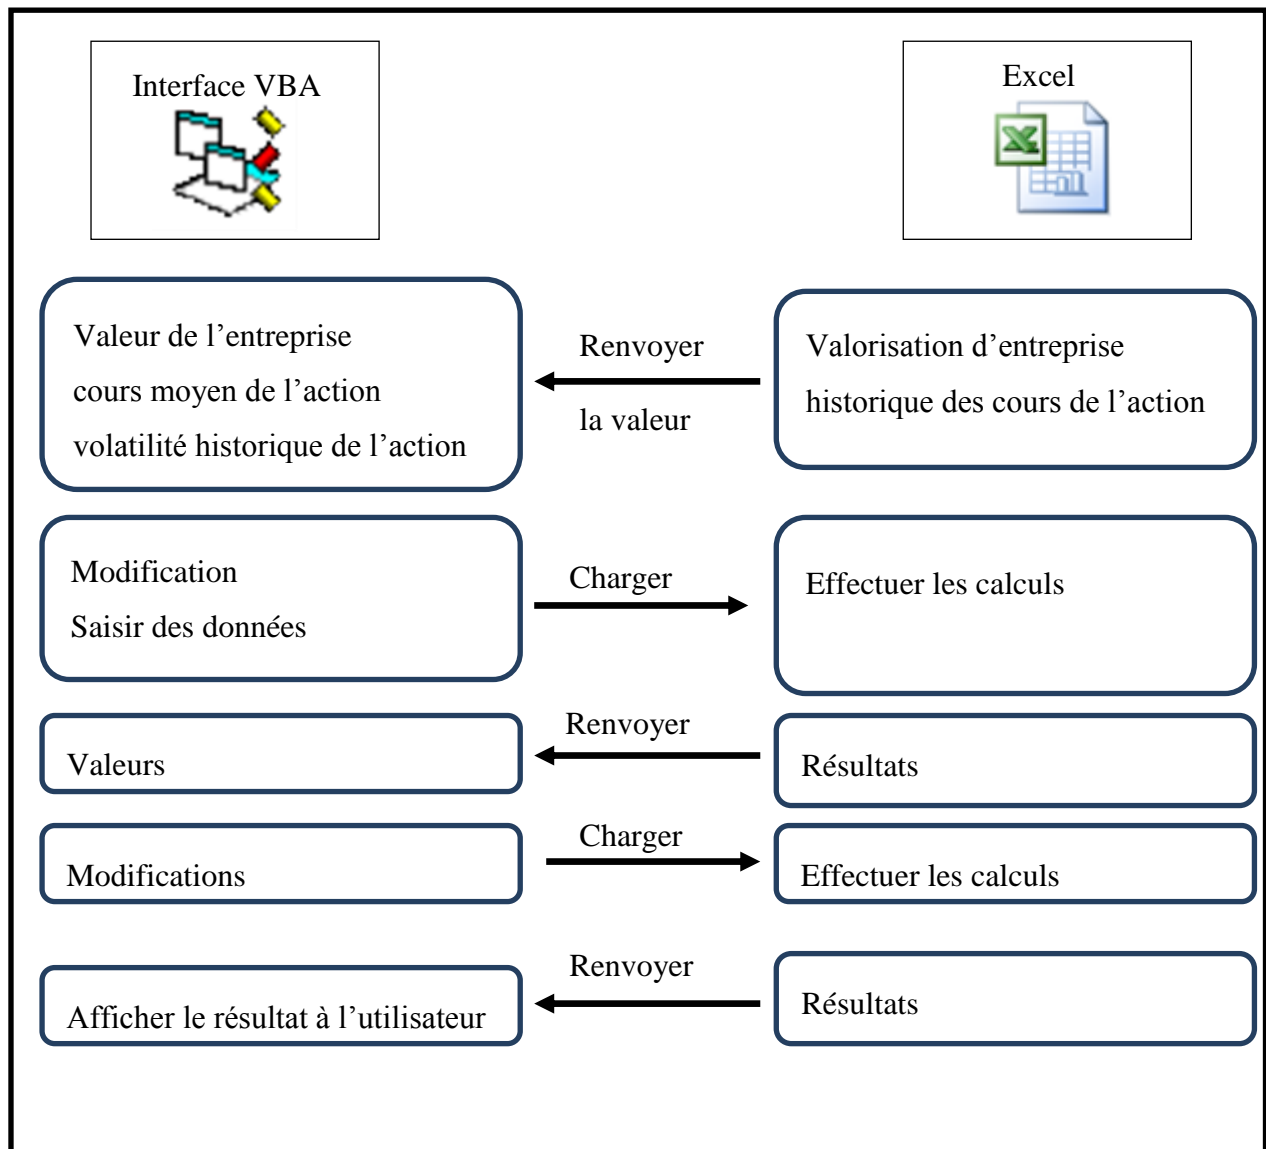 Interface VBA
Excel
Valeur de l’entreprise
cours moyen de l’action
volatilité historique de l’action
Renvoyer
la valeur
Valorisation d’entreprise
historique des cours de l’action
Modification
Saisir des données
Charger
Effectuer les calculs
Valeurs
Renvoyer
Résultats
Modifications
Charger
Effectuer les calculs
Afficher le résultat à l’utilisateur
Renvoyer
Résultats